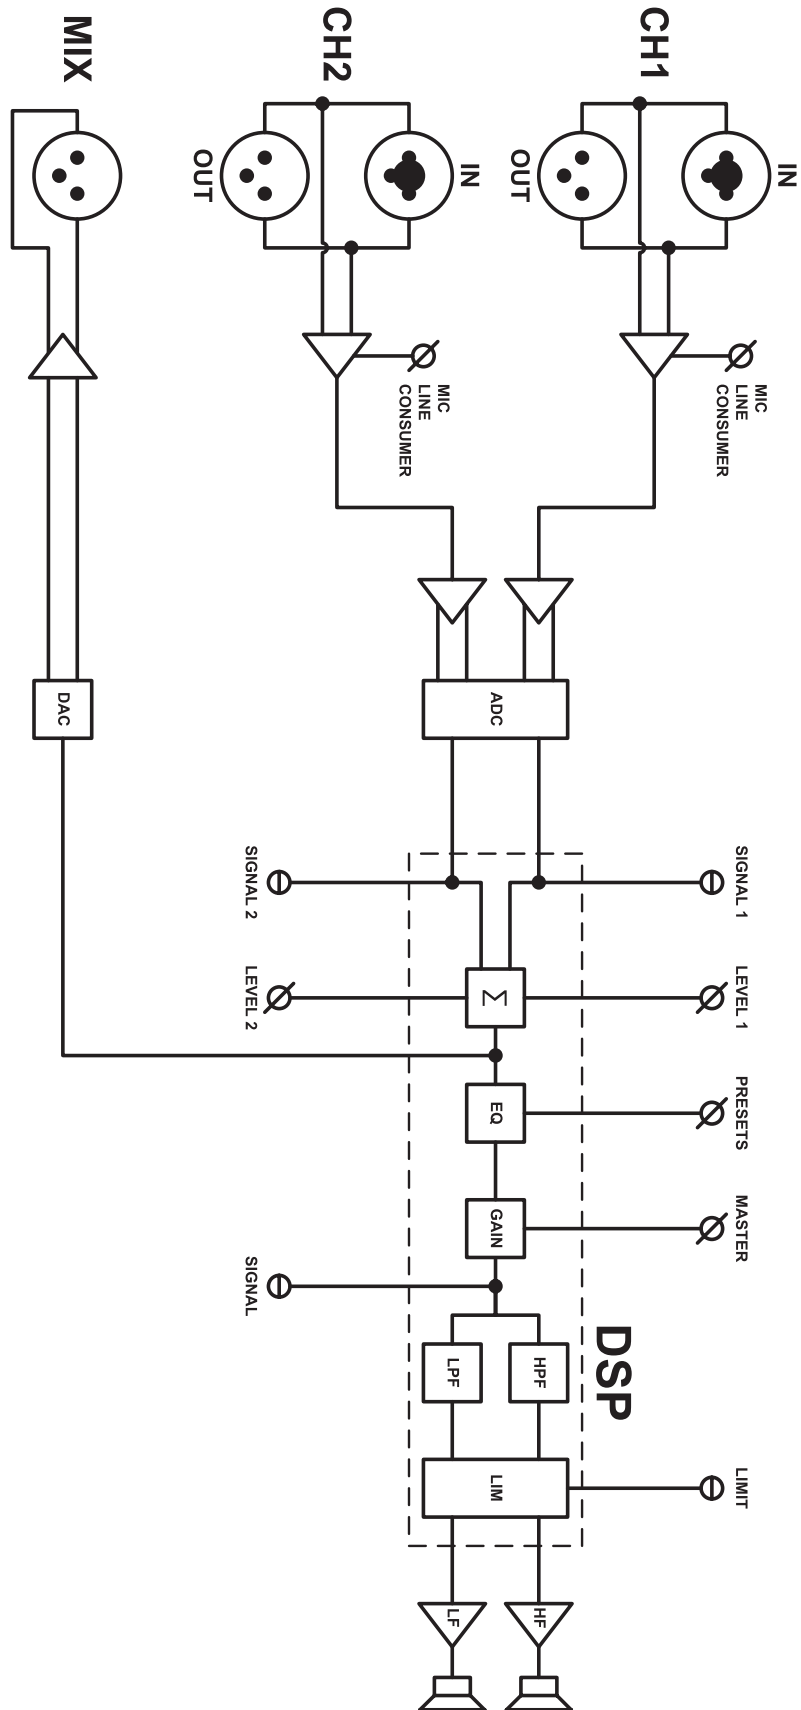 CH1
IN
OUT
MIC
LINE
CONSUMER
CH2
IN
OUT
MIC
LINE
CONSUMER
MIX
ADC
DAC
SIGNAL 1
LEVEL 1
PRESETS
MASTER
LIMIT
DSP
Σ
EQ
GAIN
HPF
LPF
LIM
HF
LF
SIGNAL 2
LEVEL 2
SIGNAL